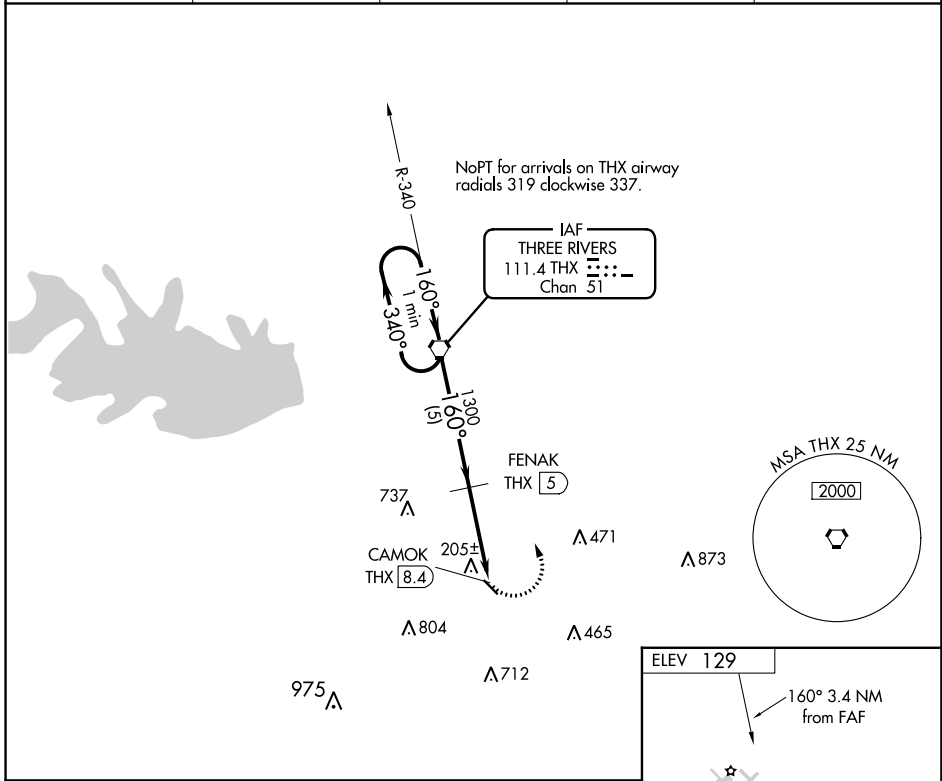 R-340
NoPT for arrivals on THX airway
radials 319 clockwise 337.
IAF
THREE RIVERS
111.4 THX
Chan 51
160°
1 min
340°
1300
160°
(5)
FENAK
THX 5
MSA THX 25 NM
2000
737
471
873
205±
CAMOK
THX 8.4
804
465
712
975
ELEV 129
160° 3.4 NM
from FAF